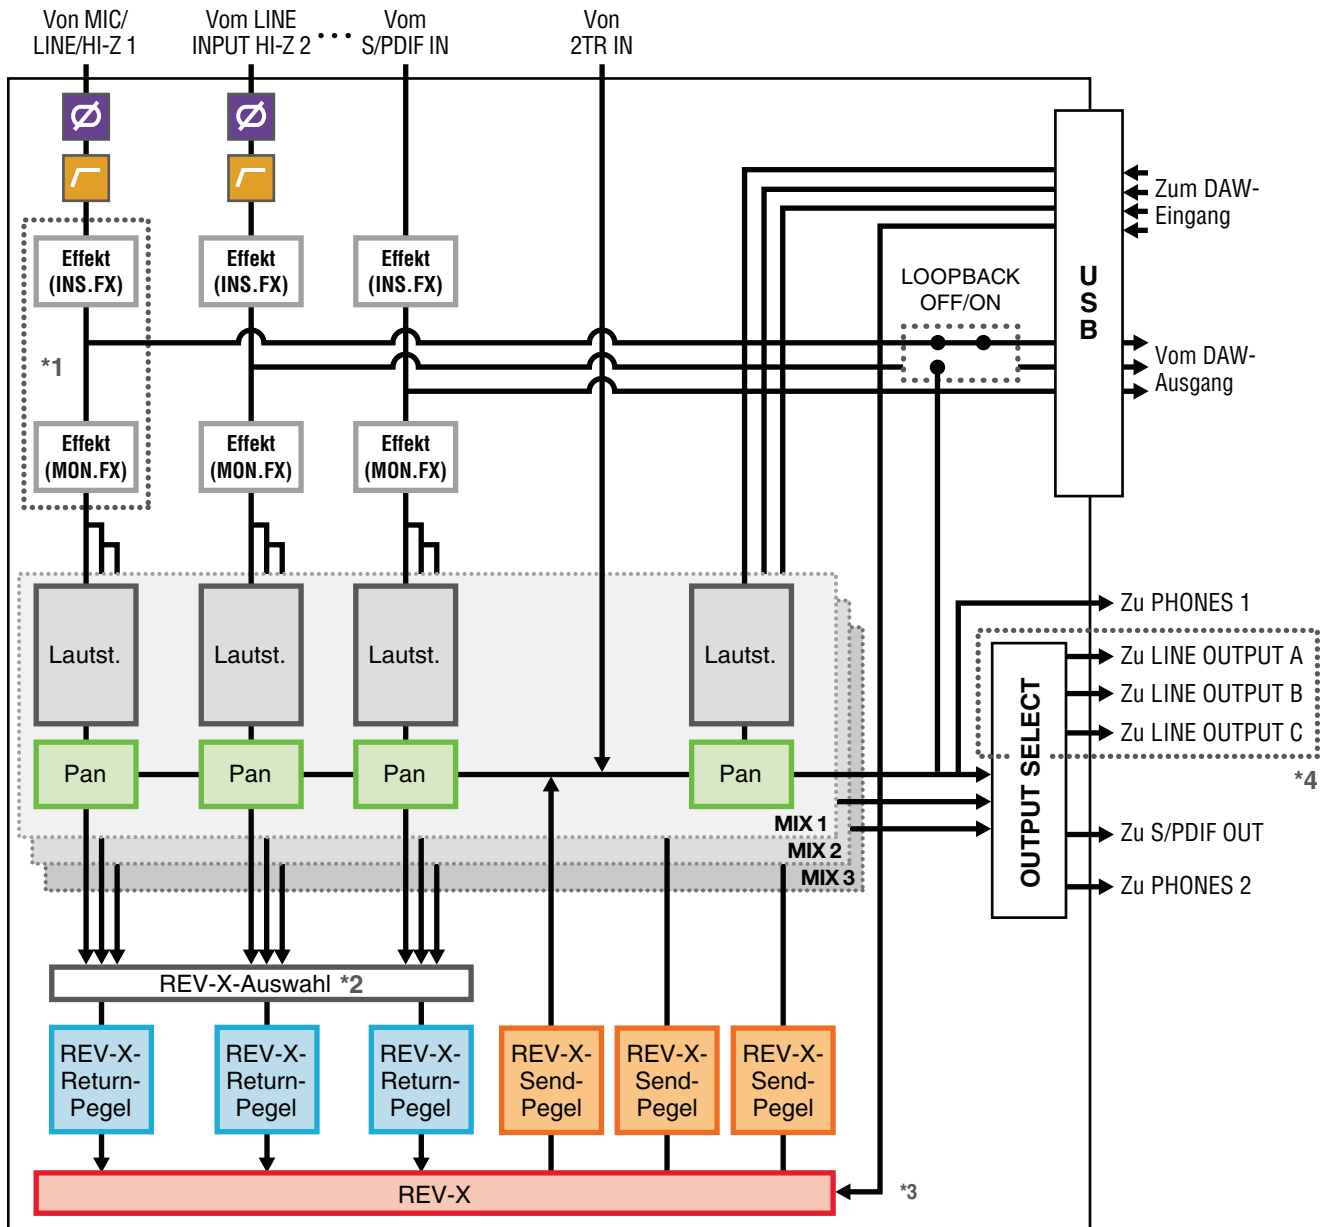 Von MIC/
LINE/HI-Z 1
Vom LINE
INPUT HI-Z 2
•••
Vom
S/PDIF IN
Von
2TR IN
Effekt
(INS.FX)
Effekt
(INS.FX)
Effekt
(INS.FX)
*1
Effekt
(MON.FX)
Effekt
(MON.FX)
Effekt
(MON.FX)
LOOPBACK
OFF/ON
U
S
B
Zum DAW-
Eingang
Vom DAW-
Ausgang
Lautst.
Lautst.
Lautst.
Lautst.
Pan
Pan
Pan
Pan
MIX 1
MIX 2
MIX 3
OUTPUT SELECT
Zu PHONES 1
Zu LINE OUTPUT A
Zu LINE OUTPUT B
Zu LINE OUTPUT C
*4
Zu S/PDIF OUT
Zu PHONES 2
REV-X-Auswahl *2
REV-X-
Return-
Pegel
REV-X-
Return-
Pegel
REV-X-
Return-
Pegel
REV-X-
Send-
Pegel
REV-X-
Send-
Pegel
REV-X-
Send-
Pegel
REV-X
*3